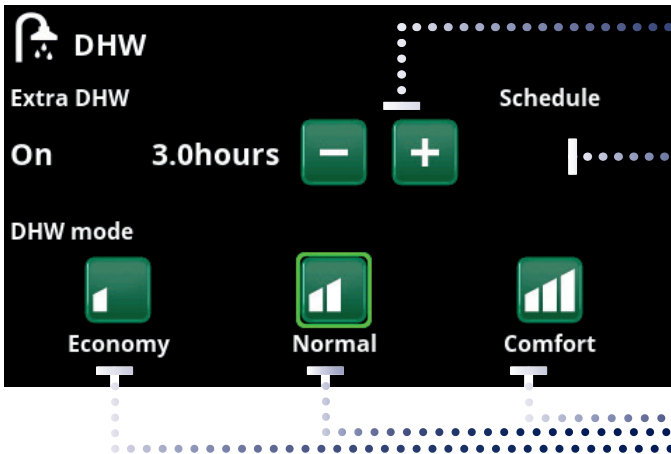 DHW
Extra DHW Schedule
On 3.0hours − +
DHW mode
Economy Normal Comfort